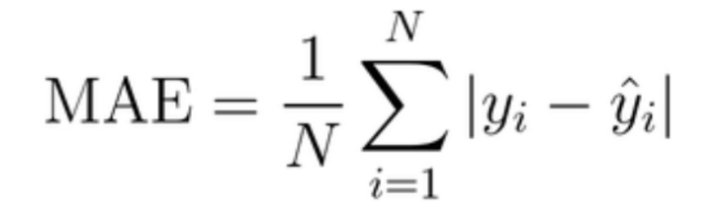 MAE = \frac{1}{N} \sum_{i=1}^{N} |y_i - \hat{y}_i|